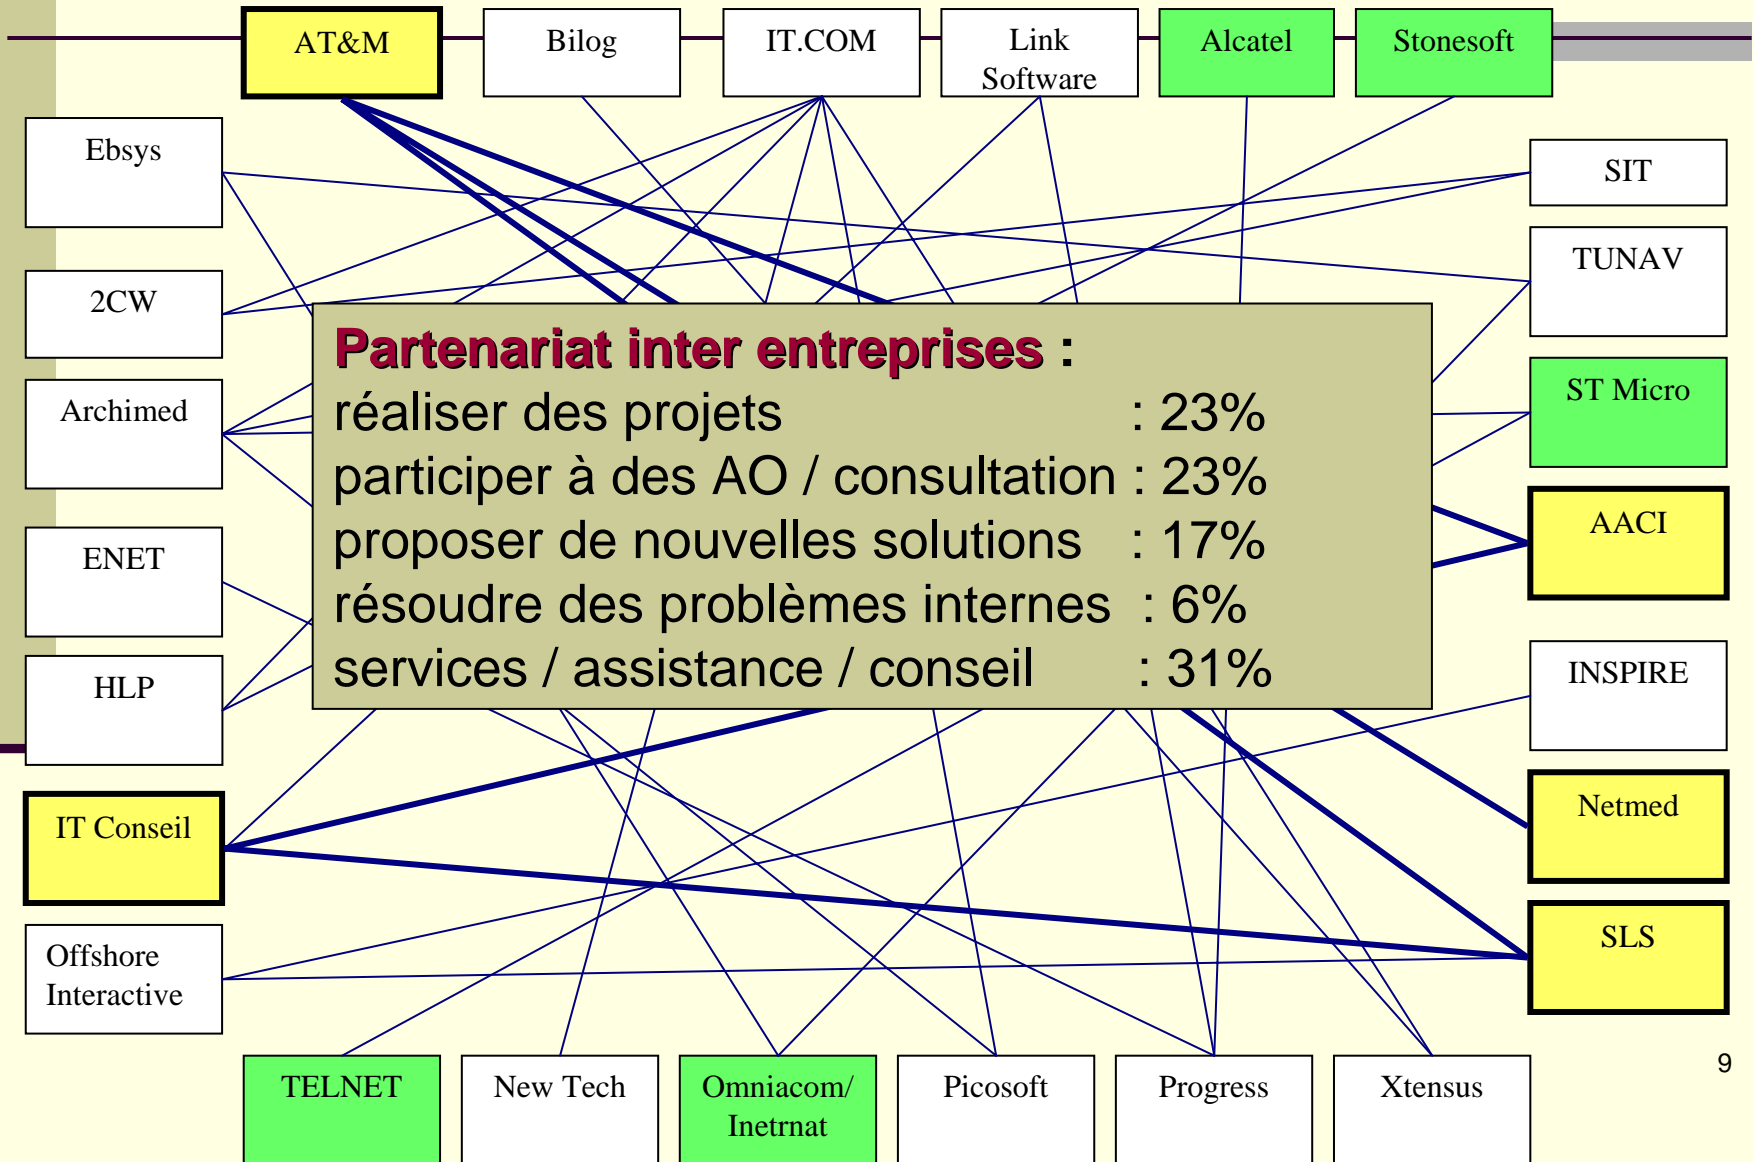 AT&M
Bilog
IT.COM
Link
Software
Alcatel
Stonesoft
Ebsys
2CW
Archimed
ENET
HLP
IT Conseil
Offshore
Interactive
Partenariat inter entreprises :
réaliser des projets : 23%
participer à des AO / consultation : 23%
proposer de nouvelles solutions : 17%
résoudre des problèmes internes : 6%
services / assistance / conseil : 31%
SIT
TUNAV
ST Micro
AACI
INSPIRE
Netmed
SLS
TELNET
New Tech
Omniacom/
Inetrnat
Picosoft
Progress
Xtensus
9